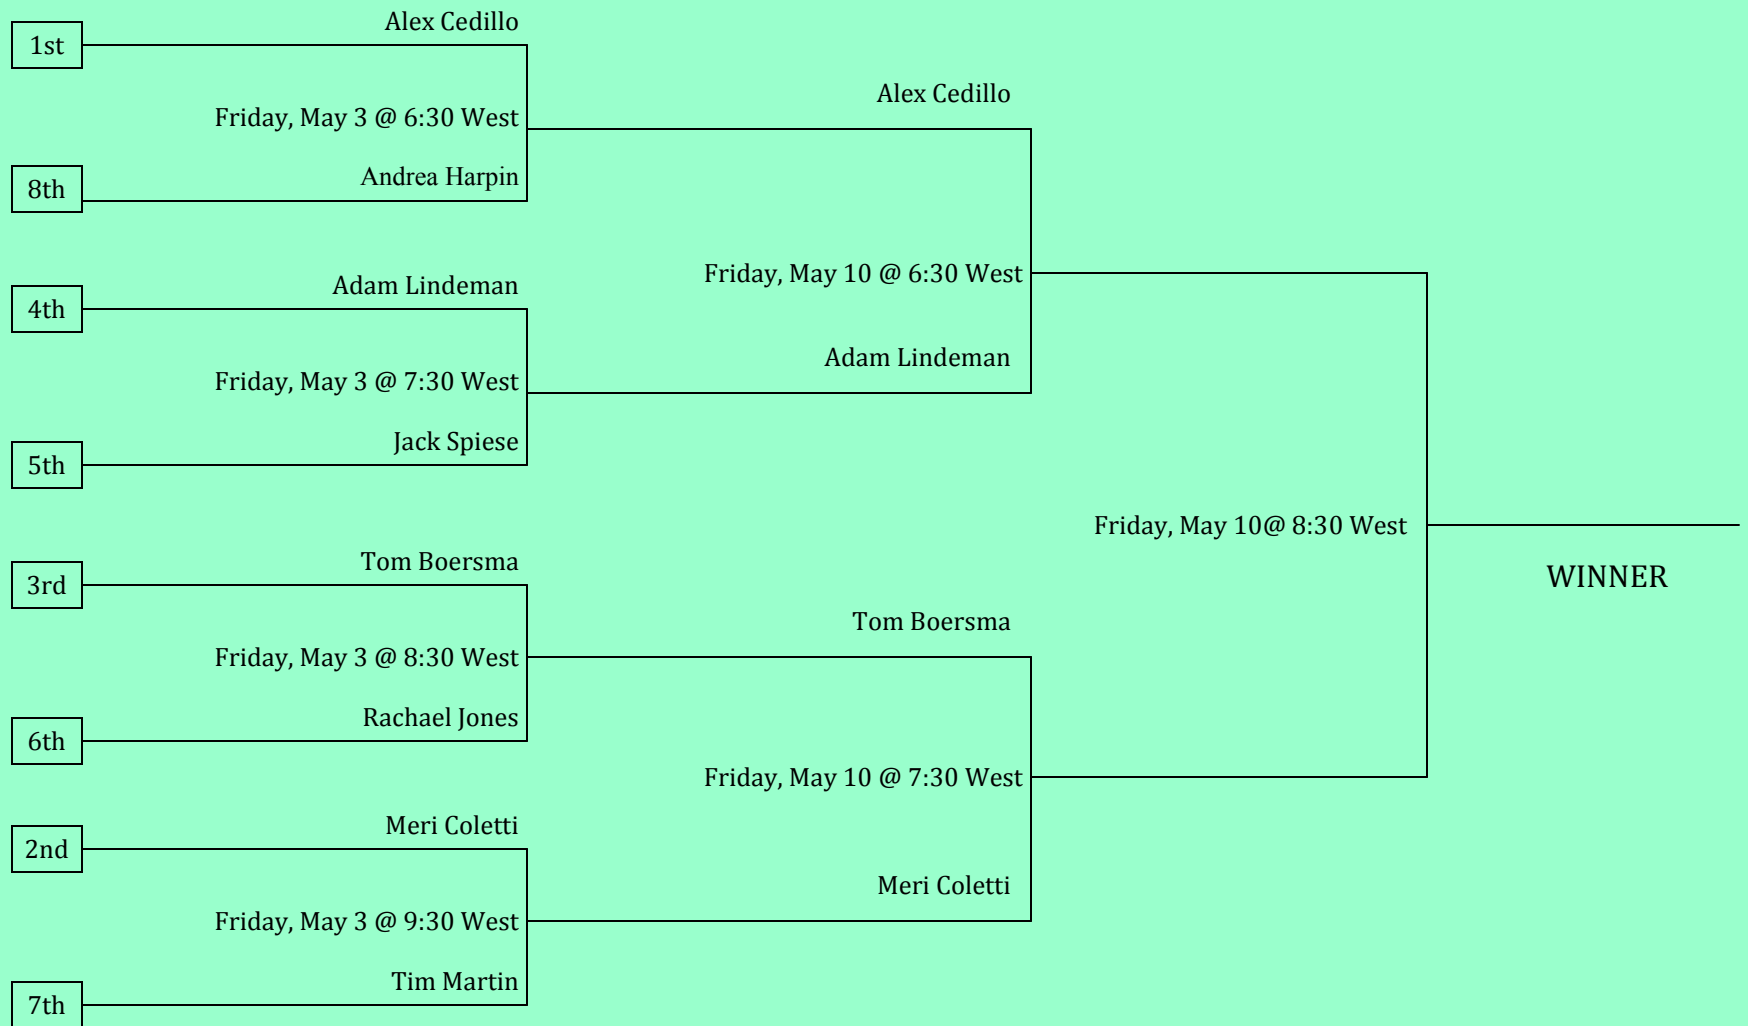 Alex Cedillo
1st
Friday, May 3 @ 6:30 West
Andrea Harpin
8th
Alex Cedillo
Adam Lindeman
4th
Friday, May 3 @ 7:30 West
Jack Spiese
5th
Friday, May 10 @ 6:30 West
Adam Lindeman
Tom Boersma
3rd
Friday, May 3 @ 8:30 West
Rachael Jones
6th
Tom Boersma
Meri Coletti
2nd
Friday, May 3 @ 9:30 West
Tim Martin
7th
Friday, May 10 @ 7:30 West
Meri Coletti
Friday, May 10@ 8:30 West
WINNER